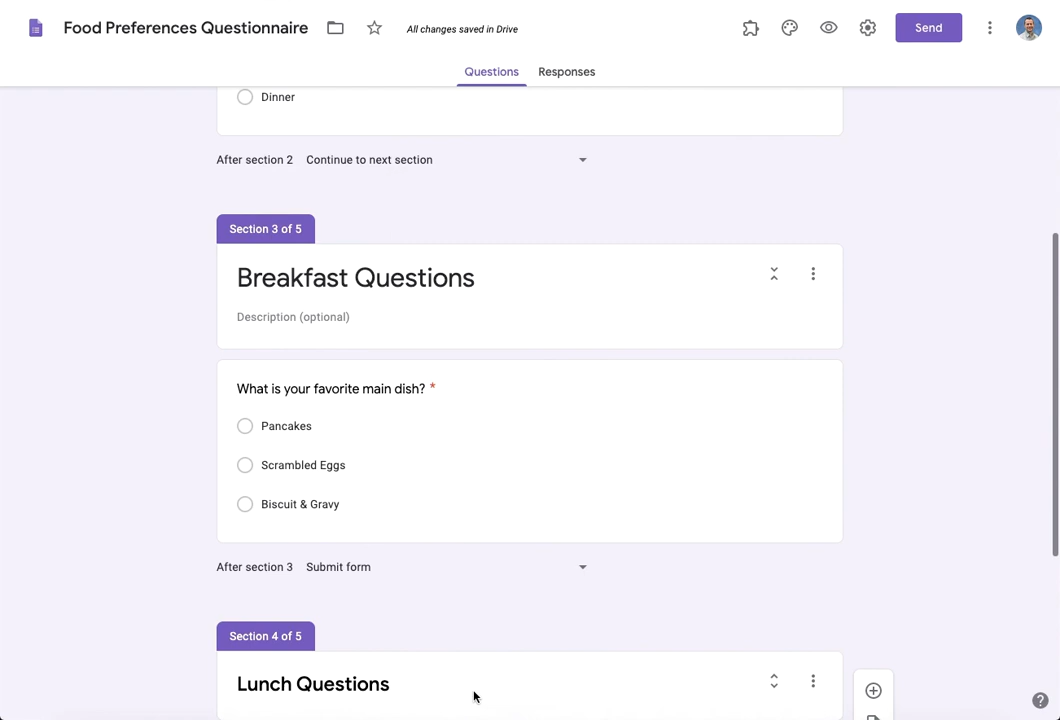 Food Preferences Questionnaire
All changes saved in Drive
Send
Questions
Responses
Dinner
After section 2
Continue to next section
Section 3 of 5
Breakfast Questions
Description (optional)
What is your favorite main dish? *
Pancakes
Scrambled Eggs
Biscuit & Gravy
After section 3
Submit form
Section 4 of 5
Lunch Questions